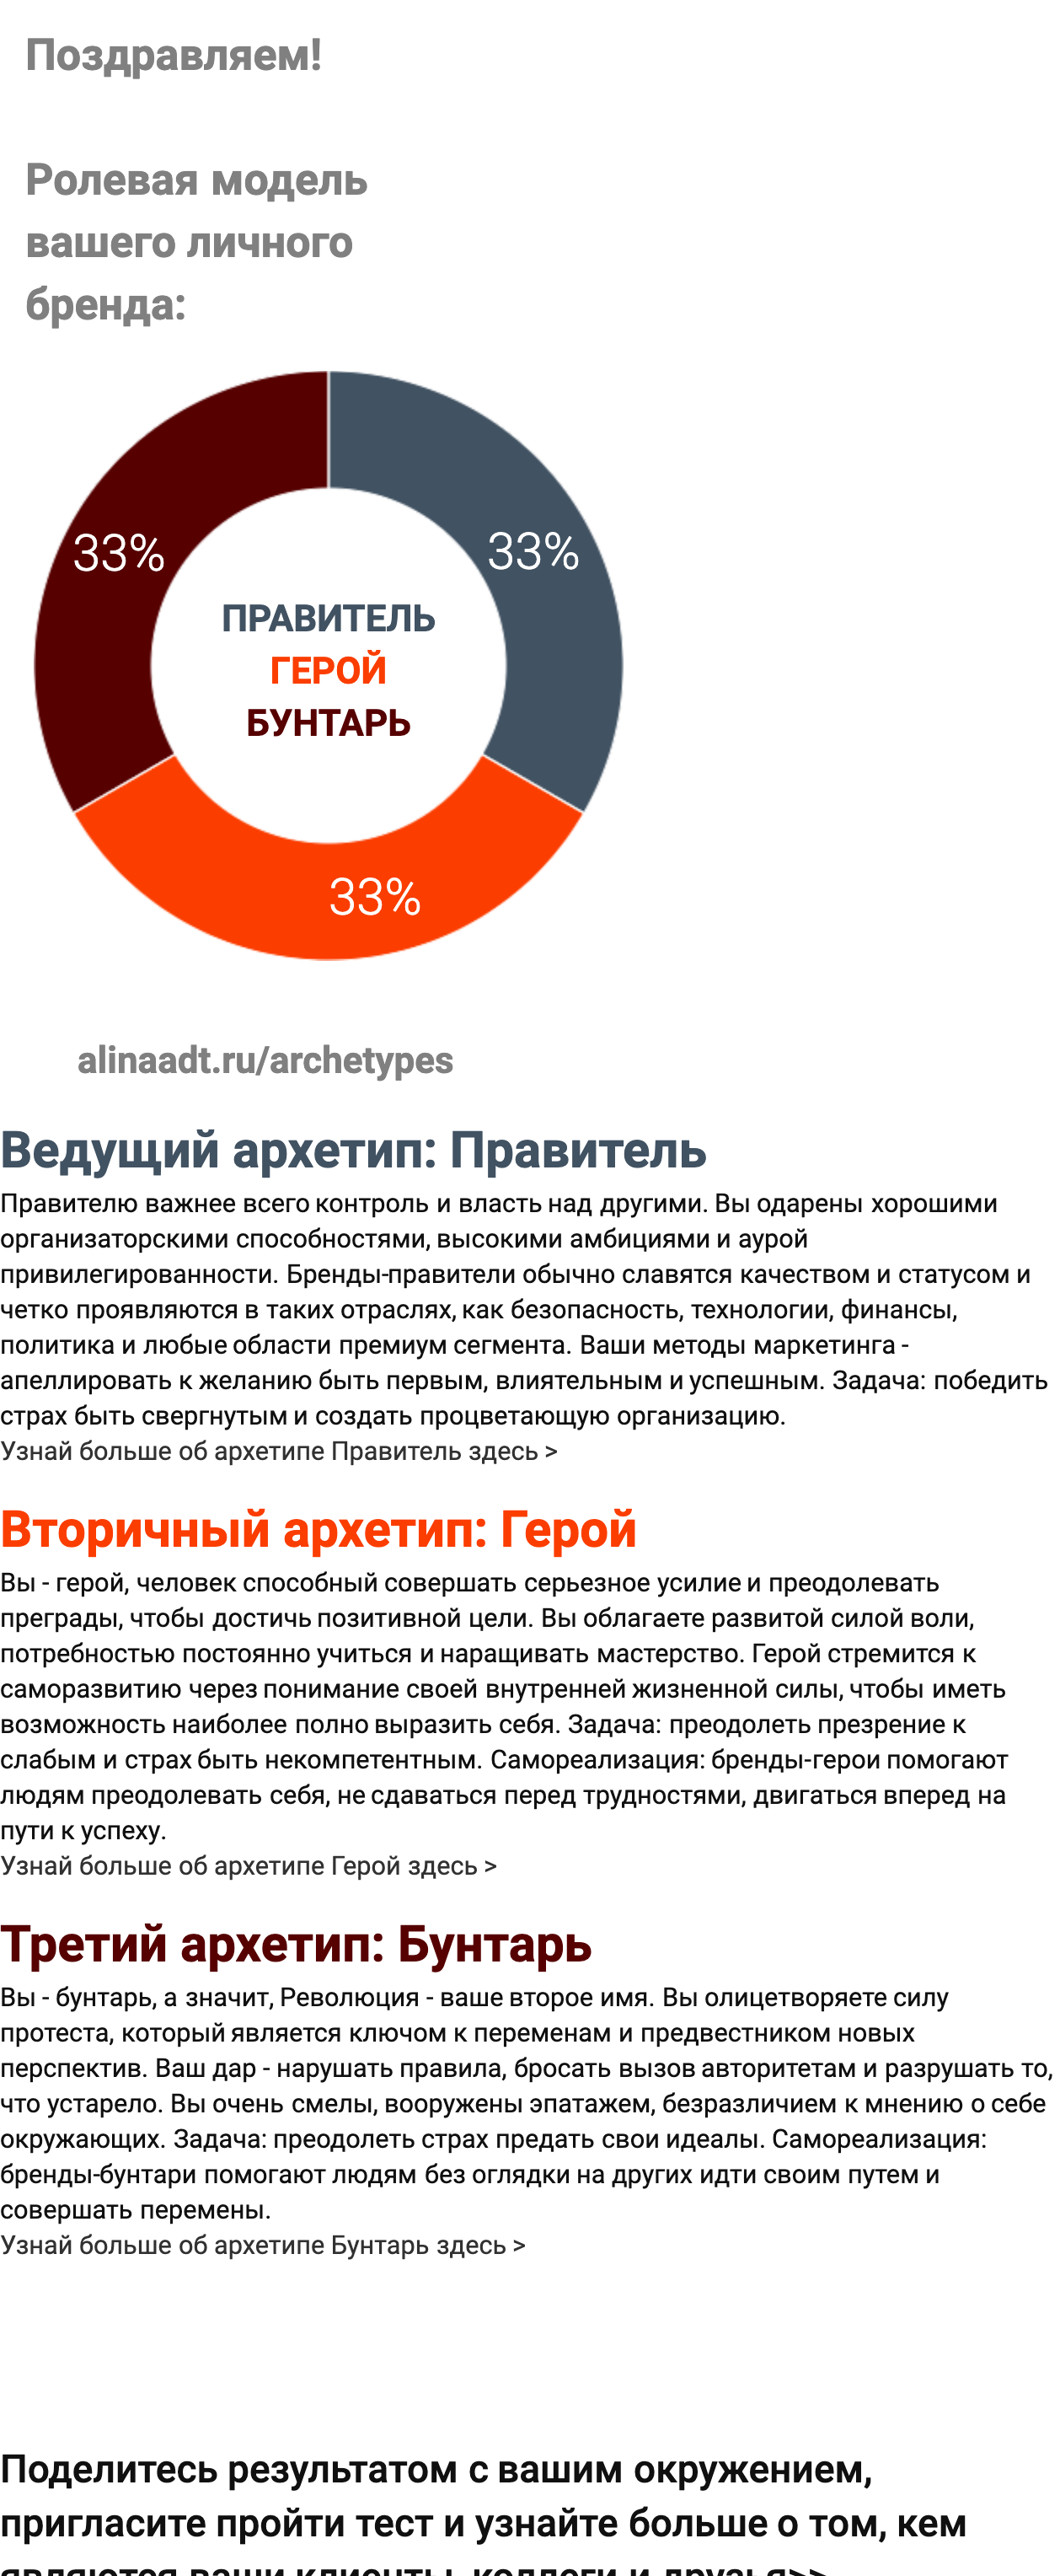 Поздравляем!
Ролевая модель
вашего личного
бренда:
33%
33%
ПРАВИТЕЛЬ
ГЕРОЙ
БУНТАРЬ
33%
alinaadt.ru/archetypes
Ведущий архетип: Правитель
Правителю важнее всего контроль и власть над другими. Вы одарены хорошими
организаторскими способностями, высокими амбициями и аурой
привилегированности. Бренды-правители обычно славятся качеством и статусом и
четко проявляются в таких отраслях, как безопасность, технологии, финансы,
политика и любые области премиум сегмента. Ваши методы маркетинга -
апеллировать к желанию быть первым, влиятельным и успешным. Задача: победить
страх быть свергнутым и создать процветающую организацию.
Узнай больше об архетипе Правитель здесь >
Вторичный архетип: Герой
Вы - герой, человек способный совершать серьезное усилие и преодолевать
преграды, чтобы достичь позитивной цели. Вы облагаете развитой силой воли,
потребностью постоянно учиться и наращивать мастерство. Герой стремится к
саморазвитию через понимание своей внутренней жизненной силы, чтобы иметь
возможность наиболее полно выразить себя. Задача: преодолеть презрение к
слабым и страх быть некомпетентным. Самореализация: бренды-герои помогают
людям преодолевать себя, не сдаваться перед трудностями, двигаться вперед на
пути к успеху.
Узнай больше об архетипе Герой здесь >
Третий архетип: Бунтарь
Вы - бунтарь, а значит, Революция - ваше второе имя. Вы олицетворяете силу
протеста, который является ключом к переменам и предвестником новых
перспектив. Ваш дар - нарушать правила, бросать вызов авторитетам и разрушать то,
что устарело. Вы очень смелы, вооружены эпатажем, безразличием к мнению о себе
окружающих. Задача: преодолеть страх предать свои идеалы. Самореализация:
бренды-бунтари помогают людям без оглядки на других идти своим путем и
совершать перемены.
Узнай больше об архетипе Бунтарь здесь >
Поделитесь результатом с вашим окружением,
пригласите пройти тест и узнайте больше о том, кем
являются ваши клиенты, коллеги и друзья>>